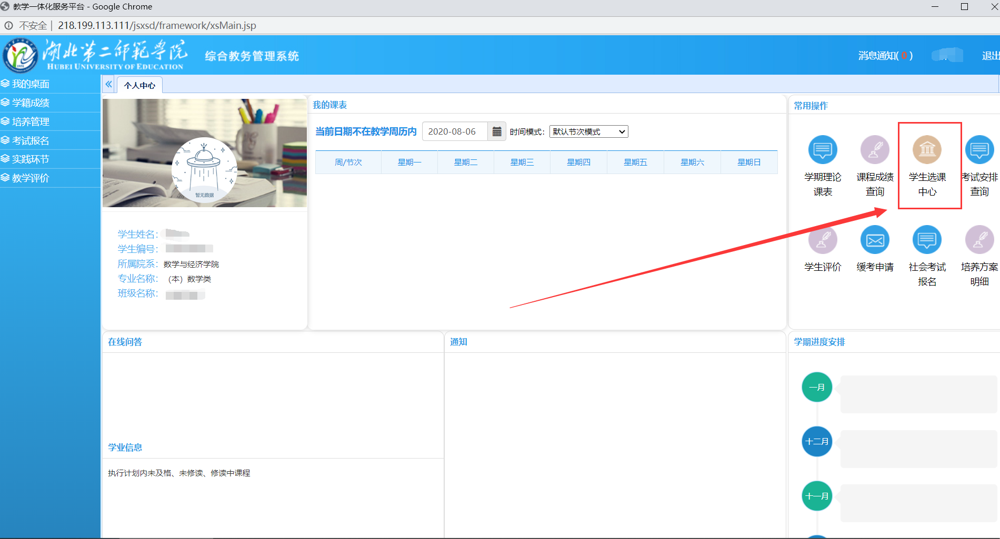 教学一体化服务平台 - Google Chrome
不安全 | 218.199.113.111/jsxsd/framework/xsMain.jsp
湖北第二师范学院
HUBEI UNIVERSITY OF EDUCATION
综合教务管理系统
消息通知( 0 )
退出
我的桌面
学籍成绩
培养管理
考试报名
实践环节
教学评价
个人中心
暂无数据
学生姓名：
学生编号：
所属院系： 数学与经济学院
专业名称： （本）数学类
班级名称：
我的课表
当前日期不在教学周历内 2020-08-06 时间模式： 默认节次模式
周/节次 星期一 星期二 星期三 星期四 星期五 星期六 星期日
常用操作
学期理论课表
课程成绩查询
学生选课中心
考试安排查询
学生评价
缓考申请
社会考试报名
培养方案明细
在线问答
学业信息
执行计划内未及格、未修读、修读中课程
通知
学期进度安排
一月
十二月
十一月